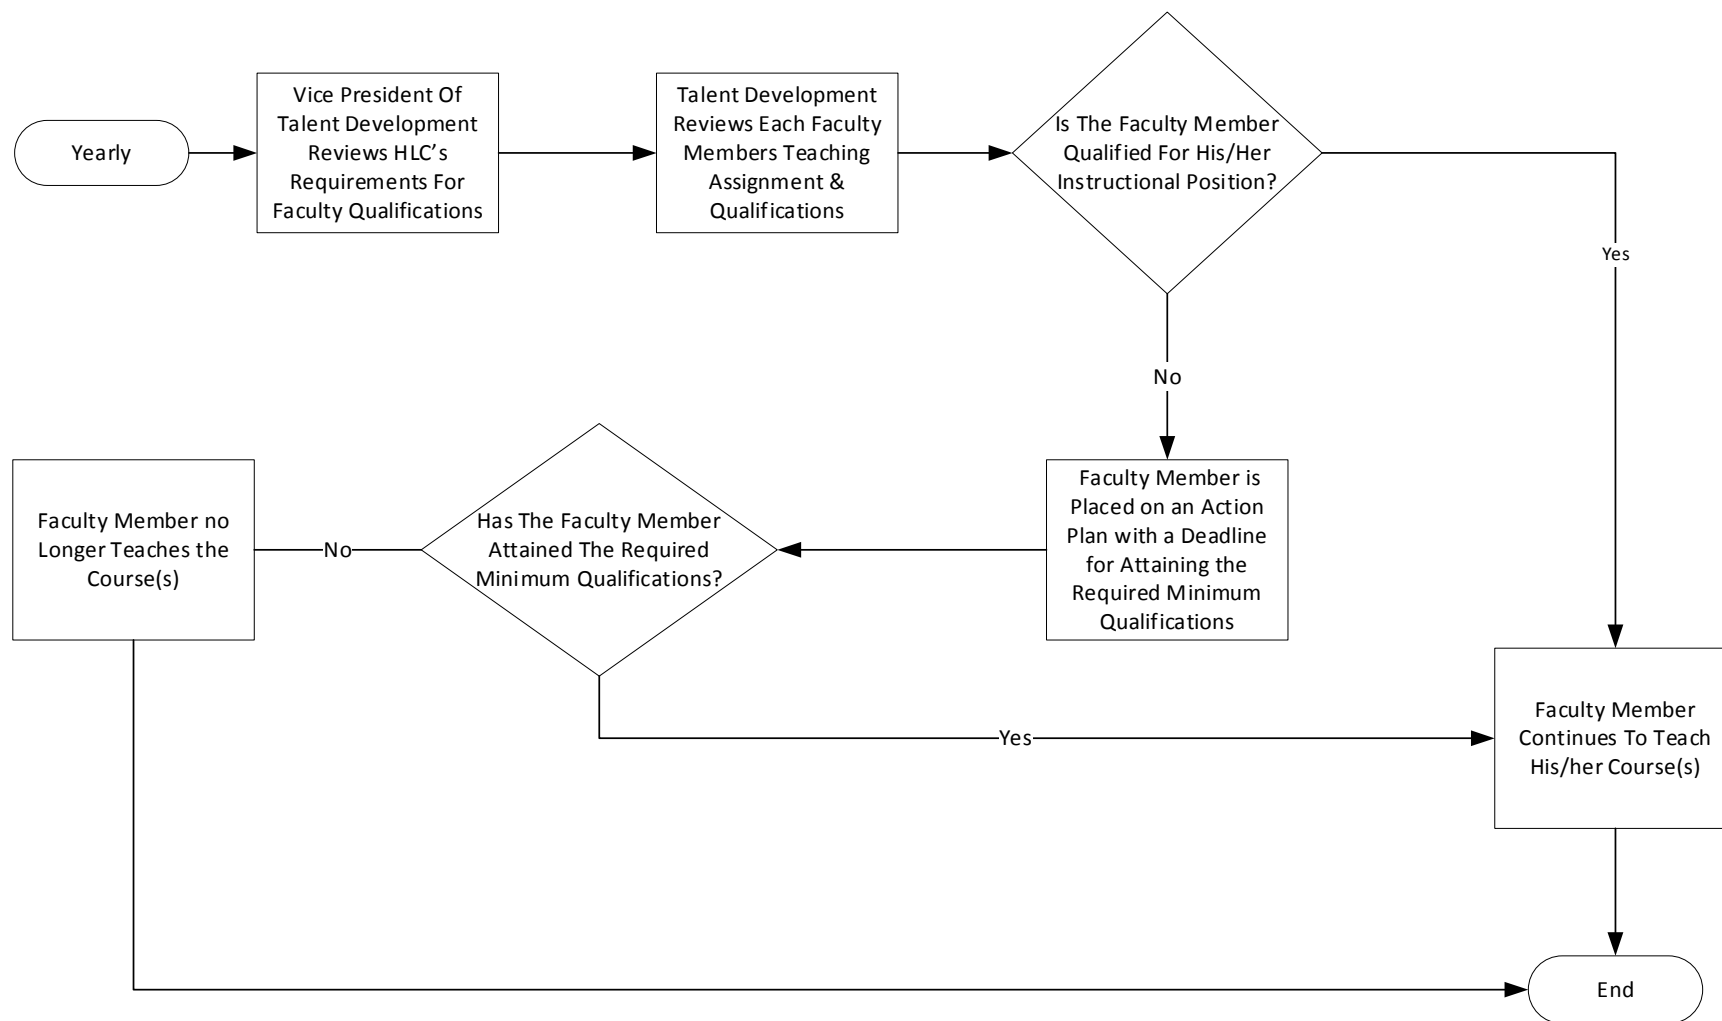 Yearly
Vice President Of
Talent Development
Reviews HLC’s
Requirements For
Faculty Qualifications
Talent Development
Reviews Each Faculty
Members Teaching
Assignment &
Qualifications
Is The Faculty Member
Qualified For His/Her
Instructional Position?
Yes
No
Faculty Member no
Longer Teaches the
Course(s)
No
Has The Faculty Member
Attained The Required
Minimum Qualifications?
Faculty Member is
Placed on an Action
Plan with a Deadline
for Attaining the
Required Minimum
Qualifications
Yes
Faculty Member
Continues To Teach
His/her Course(s)
End